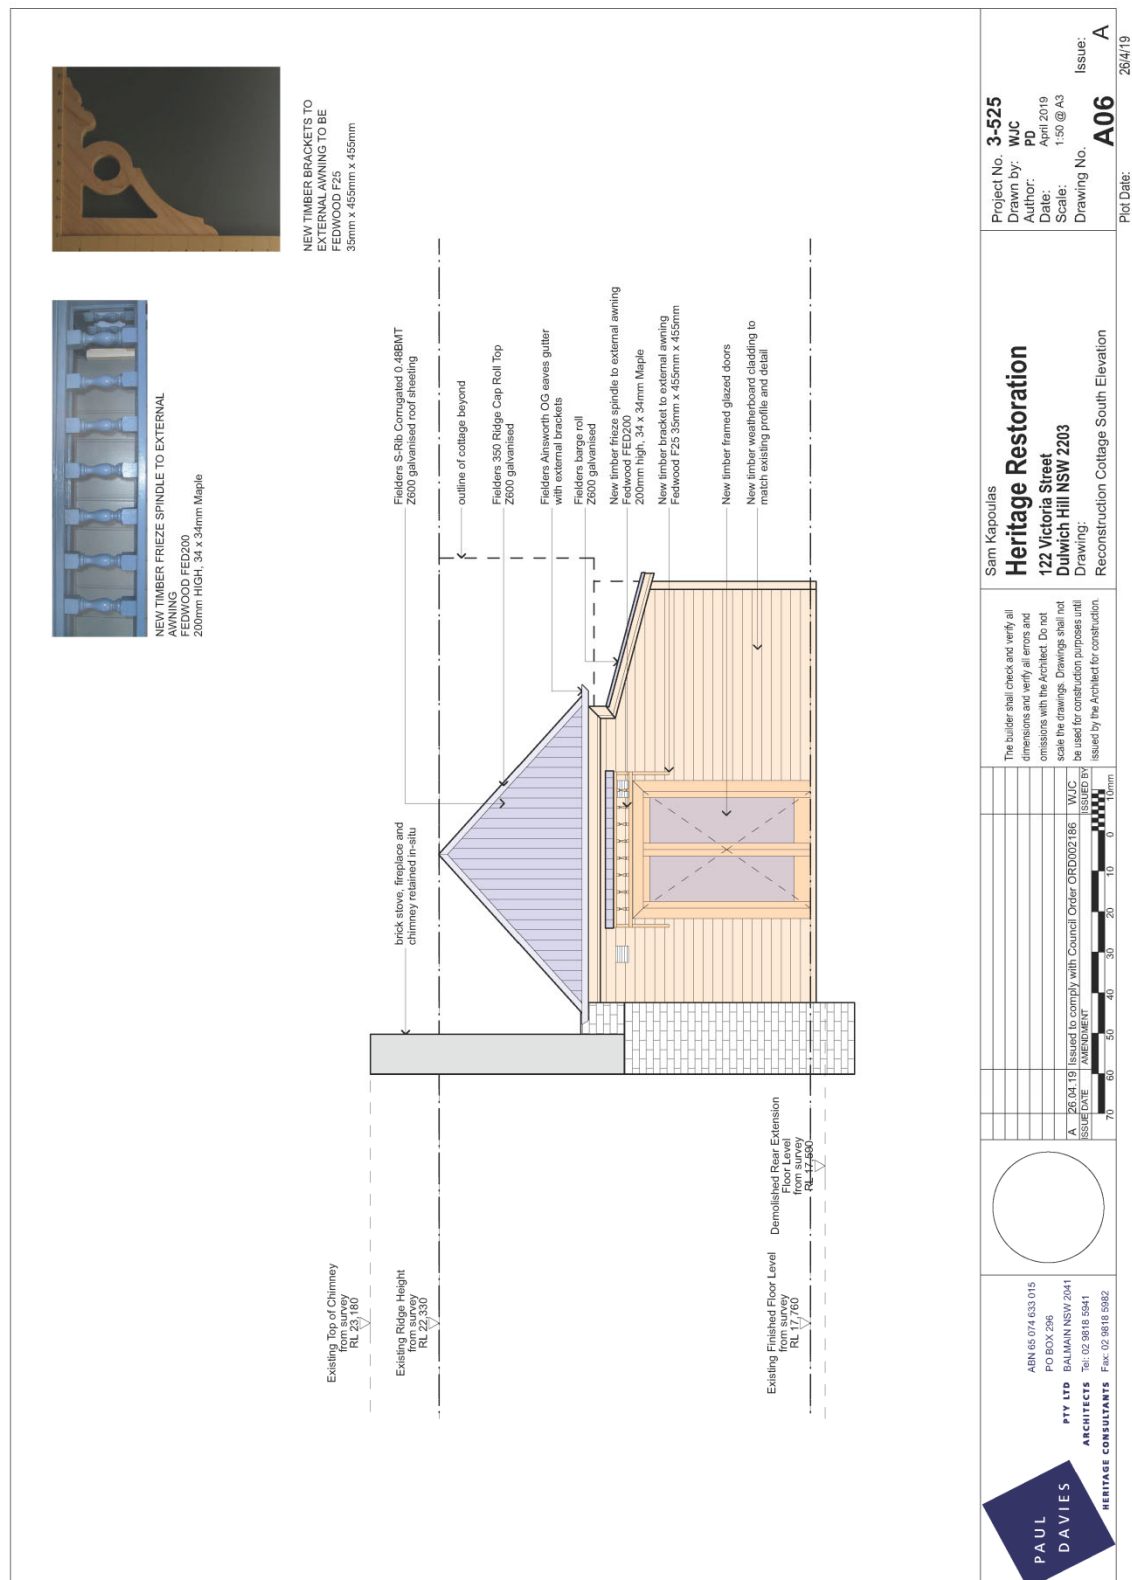 NEW TIMBER FRIEZE SPINDLE TO EXTERNAL
AWNING
FEDWOOD FED200
200mm HIGH, 34 x 34mm Maple
NEW TIMBER BRACKETS TO
EXTERNAL AWNING TO BE
FEDWOOD F25
35mm x 455mm x 455mm
Existing Top of Chimney
from survey
RL 23,180
Existing Ridge Height
from survey
RL 22,330
Existing Finished Floor Level
from survey
RL 17,760
Demolished Rear Extension
Floor Level
from survey
RL 17,590
brick stove, fireplace and
chimney retained in-situ
Fielders S-Rib Corrugated 0.48BMT
Z600 galvanised roof sheeting
outline of cottage beyond
Fielders 350 Ridge Cap Roll Top
Z600 galvanised
Fielders Ainsworth OG eaves gutter
with external brackets
Fielders barge roll
Z600 galvanised
New timber frieze spindle to external awning
Fedwood FED200
200mm high, 34 x 34mm Maple
New timber bracket to external awning
Fedwood F25 35mm x 455mm x 455mm
New timber framed glazed doors
New timber weatherboard cladding to
match existing profile and detail
PAUL
DAVIES
PTY LTD
ARCHITECTS
HERITAGE CONSULTANTS
ABN 65 074 633 015
PO BOX 296
BALMAIN NSW 2041
Tel: 02 9818 5941
Fax: 02 9818 5982
A 26.04.19 Issued to comply with Council Order ORD002186 WJC
ISSUE DATE AMENDMENT ISSUED BY
70 60 50 40 30 20 10 0 10mm
The builder shall check and verify all
dimensions and verify all errors and
omissions with the Architect. Do not
scale the drawings. Drawings shall not
be used for construction purposes until
issued by the Architect for construction.
Sam Kapoulas
Heritage Restoration
122 Victoria Street
Dulwich Hill NSW 2203
Drawing:
Reconstruction Cottage South Elevation
Project No. 3-525
Drawn by: WJC
Author: PD
Date: April 2019
Scale: 1:50 @ A3
Drawing No. Issue:
A06 A
Plot Date: 26/4/19